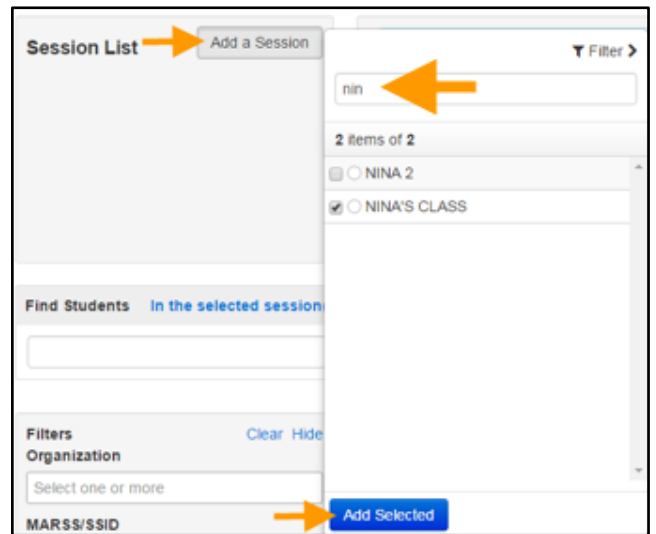 Session List
Add a Session
Filter
nin
2 items of 2
NINA 2
NINA'S CLASS
Find Students In the selected session
Filters Clear Hide
Organization
Select one or more
MARSS/SSID
Add Selected